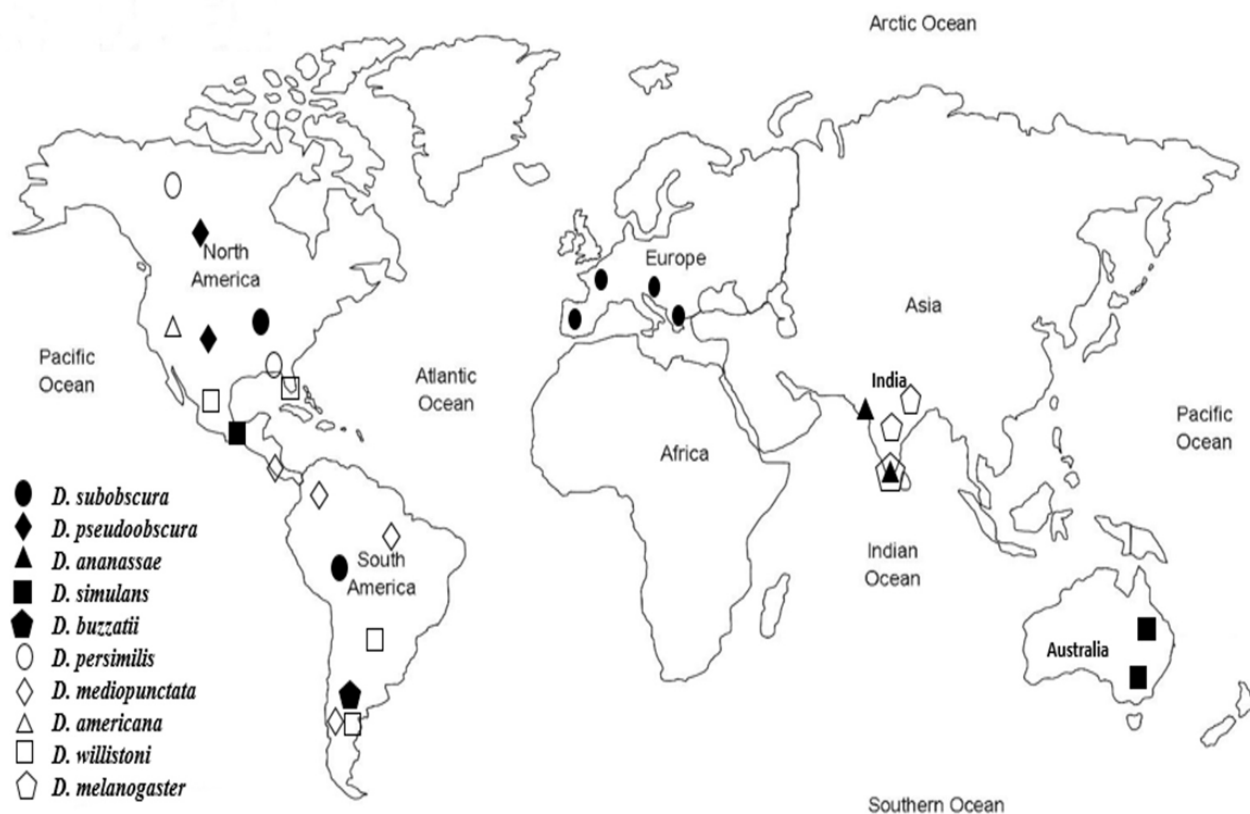 Arctic Ocean
North
America
Europe
Asia
Pacific
Ocean
Atlantic
Ocean
India
Pacific
Ocean
Africa
Indian
Ocean
South
America
Australia
D. subobscura
D. pseudoobscura
D. ananassae
D. simulans
D. buzzatii
D. persimilis
D. mediopunctata
D. americana
D. willistoni
D. melanogaster
Southern Ocean